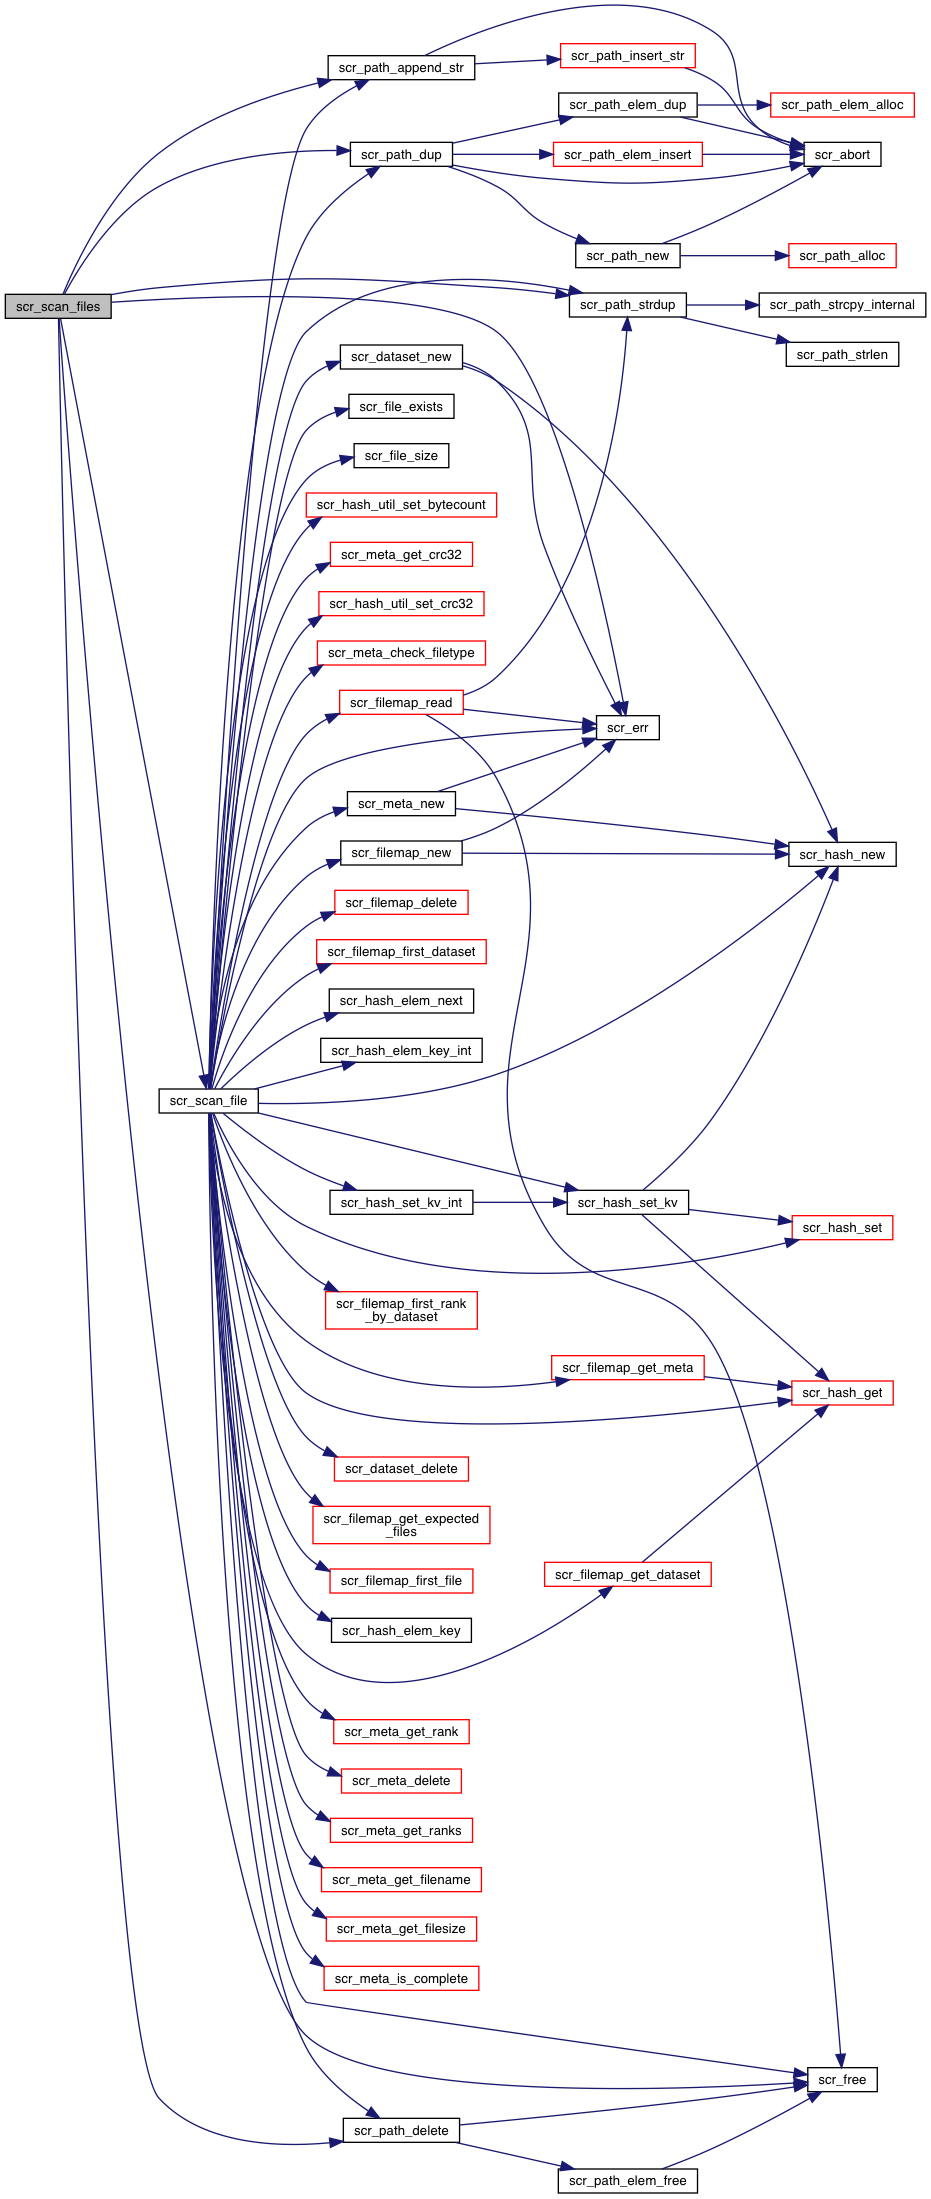 scr_path_append_str
scr_path_insert_str
scr_path_elem_dup
scr_path_elem_alloc
scr_path_dup
scr_path_elem_insert
scr_abort
scr_path_new
scr_path_alloc
scr_scan_files
scr_path_strdup
scr_path_strcpy_internal
scr_dataset_new
scr_path_strlen
scr_file_exists
scr_file_size
scr_hash_util_set_bytecount
scr_meta_get_crc32
scr_hash_util_set_crc32
scr_meta_check_filetype
scr_filemap_read
scr_err
scr_meta_new
scr_filemap_new
scr_hash_new
scr_filemap_delete
scr_filemap_first_dataset
scr_hash_elem_next
scr_hash_elem_key_int
scr_scan_file
scr_hash_set_kv_int
scr_hash_set_kv
scr_hash_set
scr_filemap_first_rank
_by_dataset
scr_filemap_get_meta
scr_hash_get
scr_dataset_delete
scr_filemap_get_expected
_files
scr_filemap_get_dataset
scr_filemap_first_file
scr_hash_elem_key
scr_meta_get_rank
scr_meta_delete
scr_meta_get_ranks
scr_meta_get_filename
scr_meta_get_filesize
scr_meta_is_complete
scr_free
scr_path_delete
scr_path_elem_free